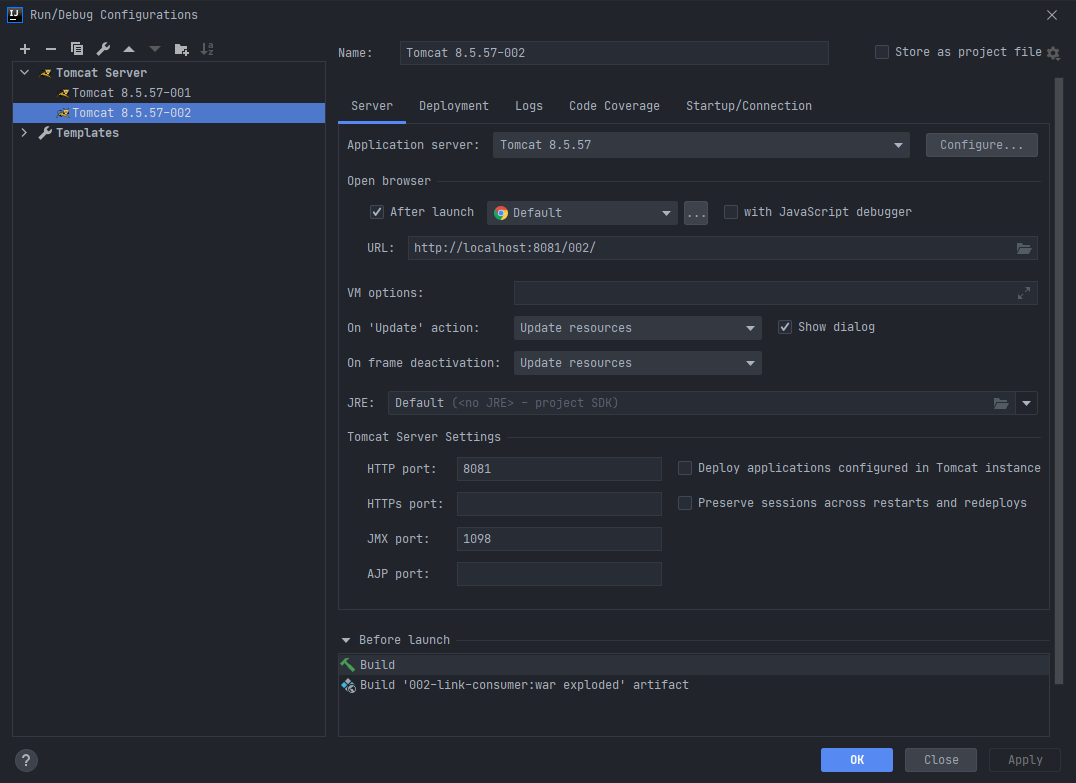 Run/Debug Configurations
Name: Tomcat 8.5.57-002 Store as project file
Tomcat Server
Tomcat 8.5.57-001
Tomcat 8.5.57-002
Templates
Server Deployment Logs Code Coverage Startup/Connection
Application server: Tomcat 8.5.57 Configure...
Open browser
After launch Default ... with JavaScript debugger
URL: http://localhost:8081/002/
VM options:
On 'Update' action: Update resources Show dialog
On frame deactivation: Update resources
JRE: Default (<no JRE> - project SDK)
Tomcat Server Settings
HTTP port: 8081 Deploy applications configured in Tomcat instance
HTTPs port: Preserve sessions across restarts and redeploys
JMX port: 1098
AJP port:
Before launch
Build
Build '002-link-consumer:war exploded' artifact
? OK Close Apply